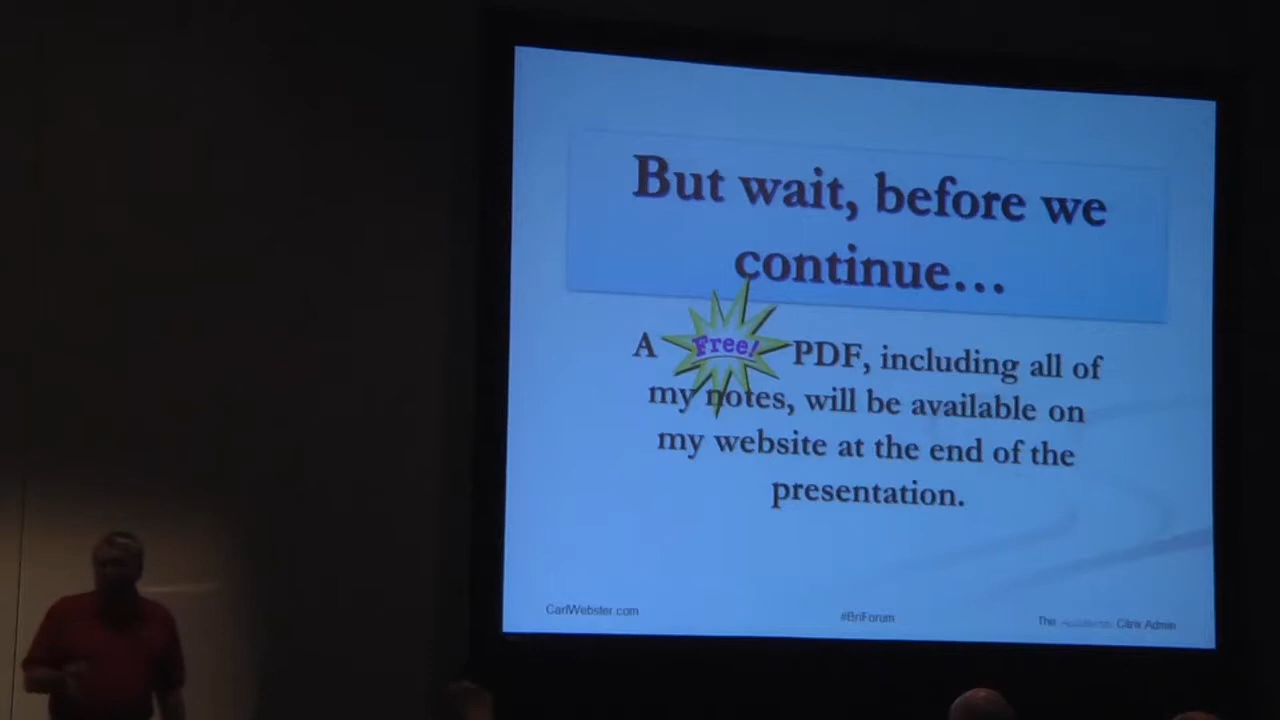 But wait, before we
continue...
A Free! PDF, including all of
my notes, will be available on
my website at the end of the
presentation.
CarlWebster.com
#BriForum
The Citrix Admin